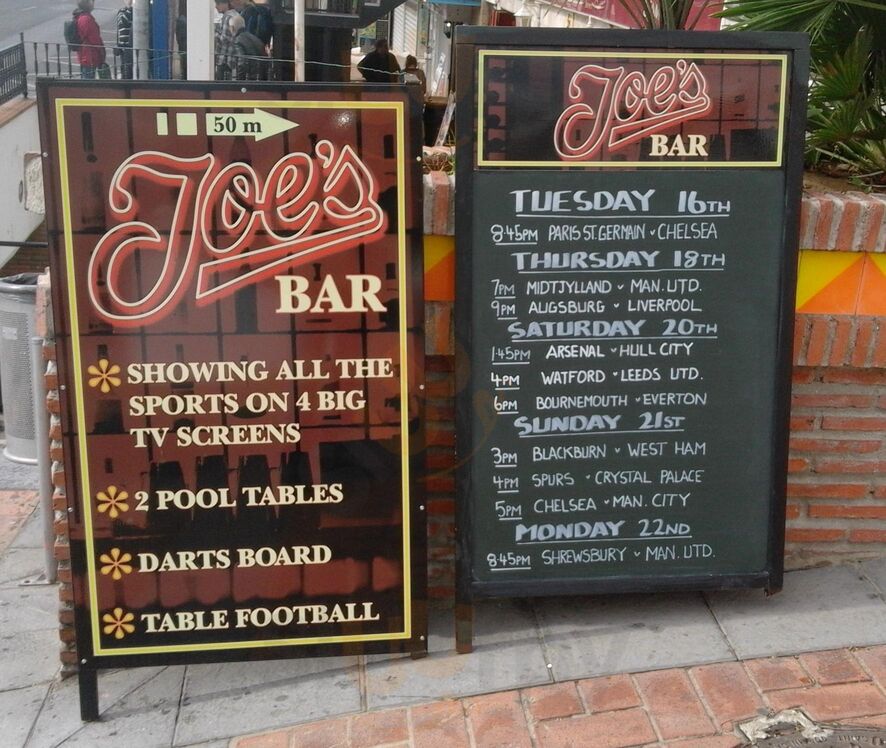 50 m
Joe's
BAR
SHOWING ALL THE
SPORTS ON 4 BIG
TV SCREENS
2 POOL TABLES
DARTS BOARD
TABLE FOOTBALL
Joe's
BAR
TUESDAY 16TH
8·45PM PARIS ST. GERMAIN v CHELSEA
THURSDAY 18TH
7PM MIDTJYLLAND v MAN. UTD.
9PM AUGSBURG v LIVERPOOL
SATURDAY 20TH
1·45PM ARSENAL v HULL CITY
4PM WATFORD v LEEDS UTD.
6PM BOURNEMOUTH v EVERTON
SUNDAY 21ST
3PM BLACKBURN v WEST HAM
4PM SPURS v CRYSTAL PALACE
5PM CHELSEA v MAN. CITY
MONDAY 22ND
8·45PM SHREWSBURY v MAN. UTD.